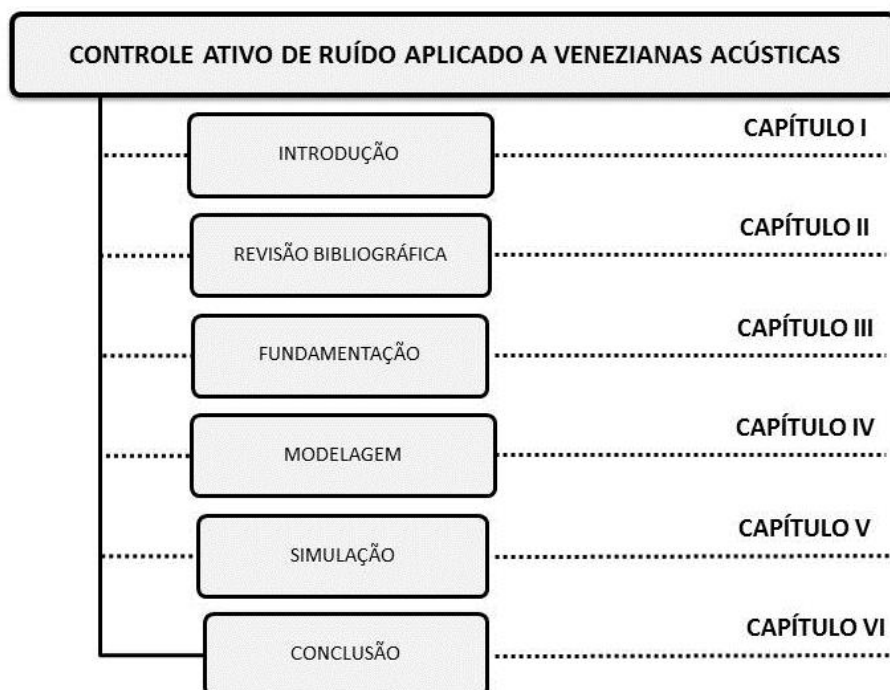 CONTROLE ATIVO DE RUÍDO APLICADO A VENEZIANAS ACÚSTICAS
CAPÍTULO I
INTRODUÇÃO
CAPÍTULO II
REVISÃO BIBLIOGRÁFICA
CAPÍTULO III
FUNDAMENTAÇÃO
CAPÍTULO IV
MODELAGEM
CAPÍTULO V
SIMULAÇÃO
CAPÍTULO VI
CONCLUSÃO